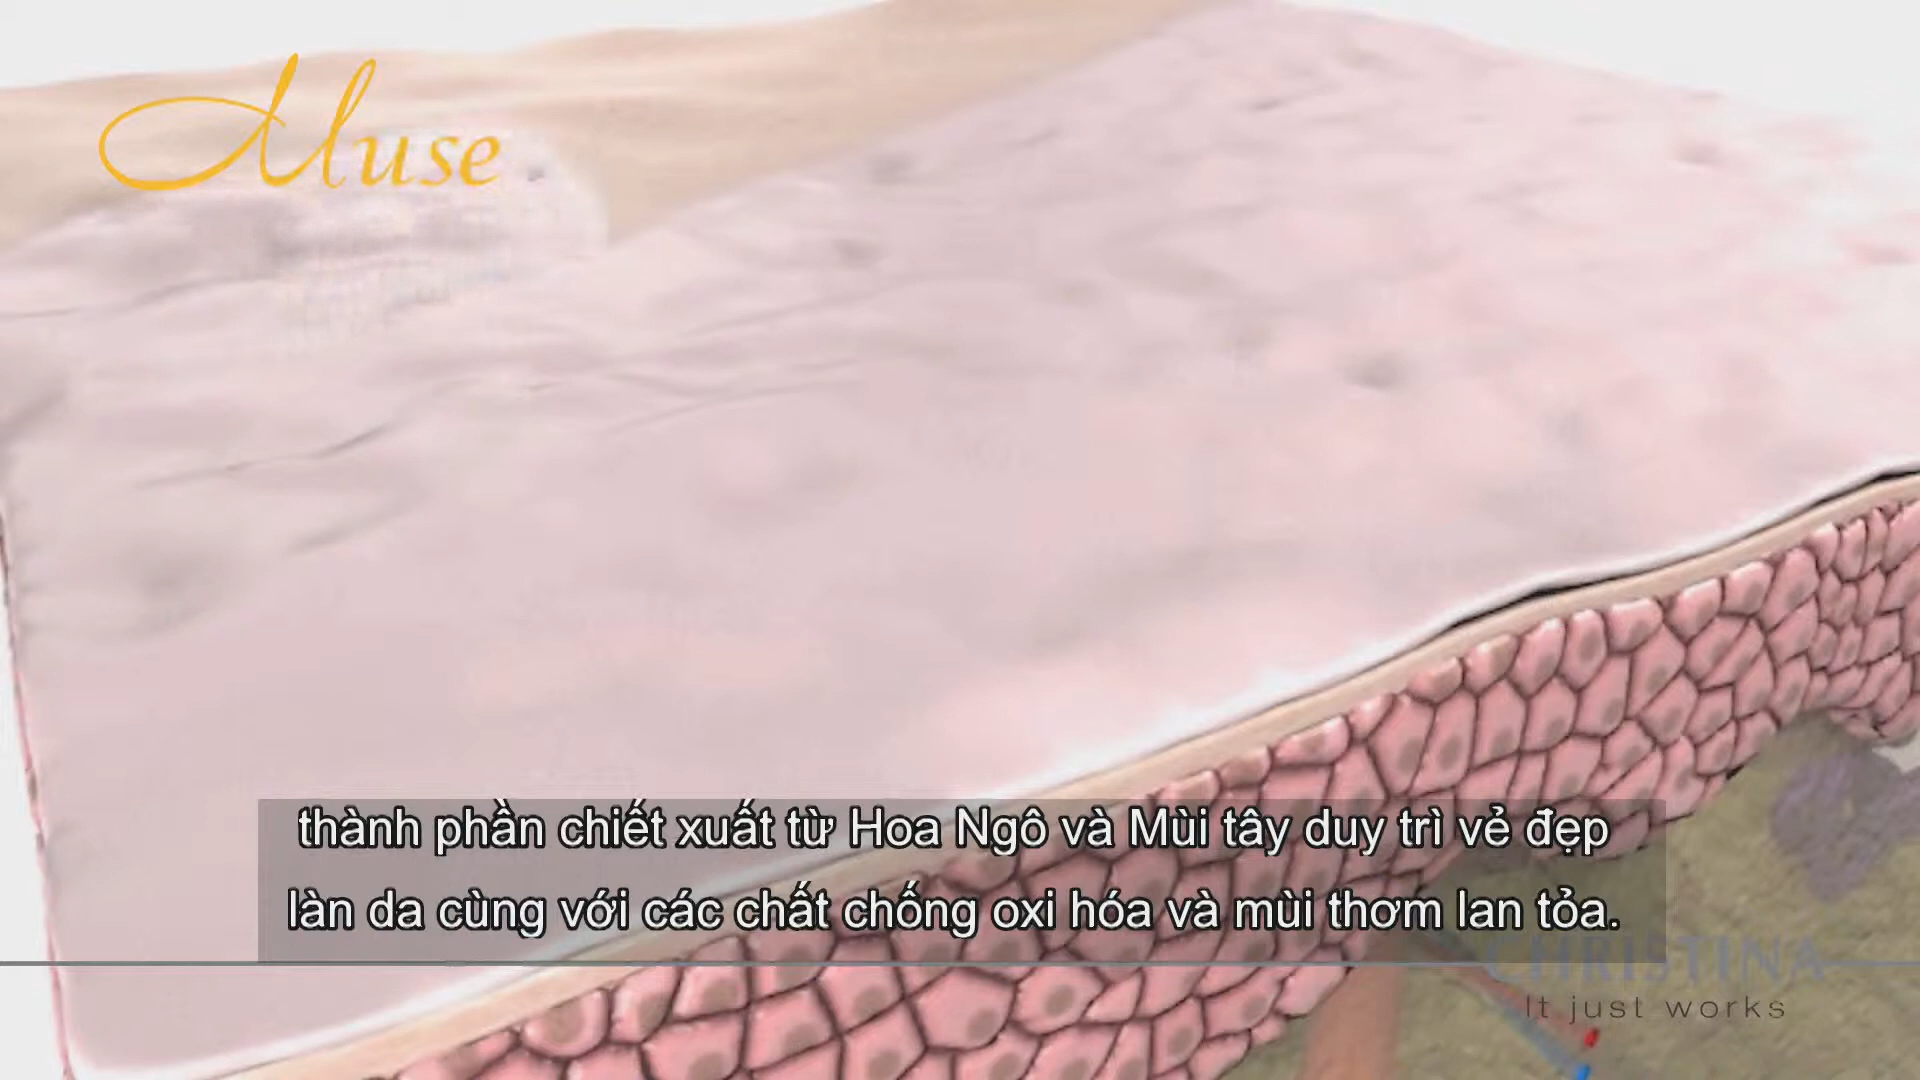 Muse
thành phần chiết xuất từ Hoa Ngô và Mùi tây duy trì vẻ đẹp
làn da cùng với các chất chống oxi hóa và mùi thơm lan tỏa.
CHRISTINA
It just works